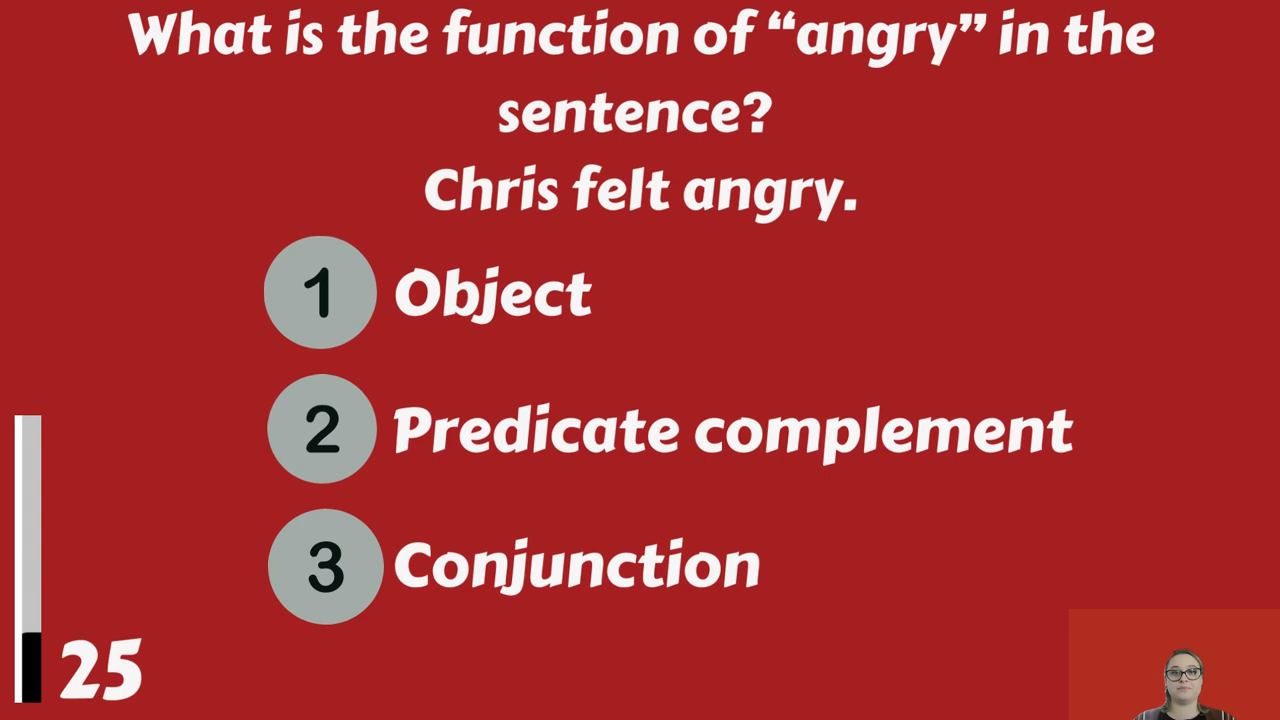 What is the function of “angry” in the
sentence?
Chris felt angry.
1 Object
2 Predicate complement
3 Conjunction
25